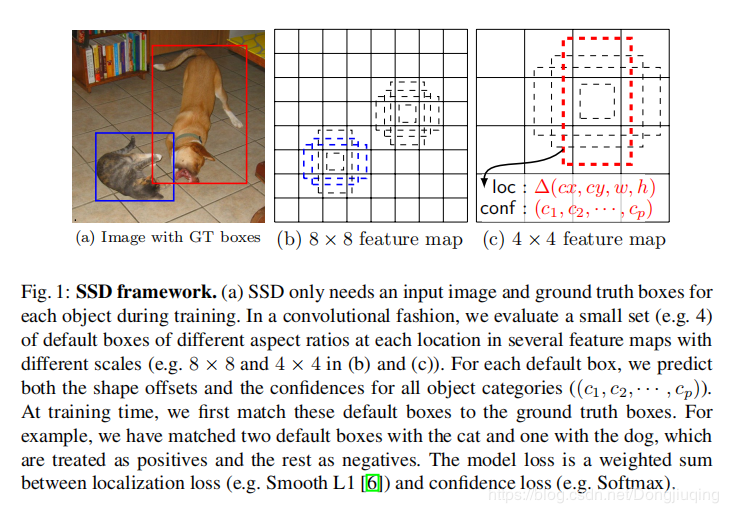 loc : Δ(cx, cy, w, h)
conf : (c₁, c₂, ⋯, cₚ)
(a) Image with GT boxes (b) 8 × 8 feature map (c) 4 × 4 feature map
Fig. 1: SSD framework. (a) SSD only needs an input image and ground truth boxes for
each object during training. In a convolutional fashion, we evaluate a small set (e.g. 4)
of default boxes of different aspect ratios at each location in several feature maps with
different scales (e.g. 8 × 8 and 4 × 4 in (b) and (c)). For each default box, we predict
both the shape offsets and the confidences for all object categories ((c₁, c₂, ⋯ , cₚ)).
At training time, we first match these default boxes to the ground truth boxes. For
example, we have matched two default boxes with the cat and one with the dog, which
are treated as positives and the rest as negatives. The model loss is a weighted sum
between localization loss (e.g. Smooth L1 [6]) and confidence loss (e.g. Softmax).
https://blog.csdn.net/Dongjiuqing